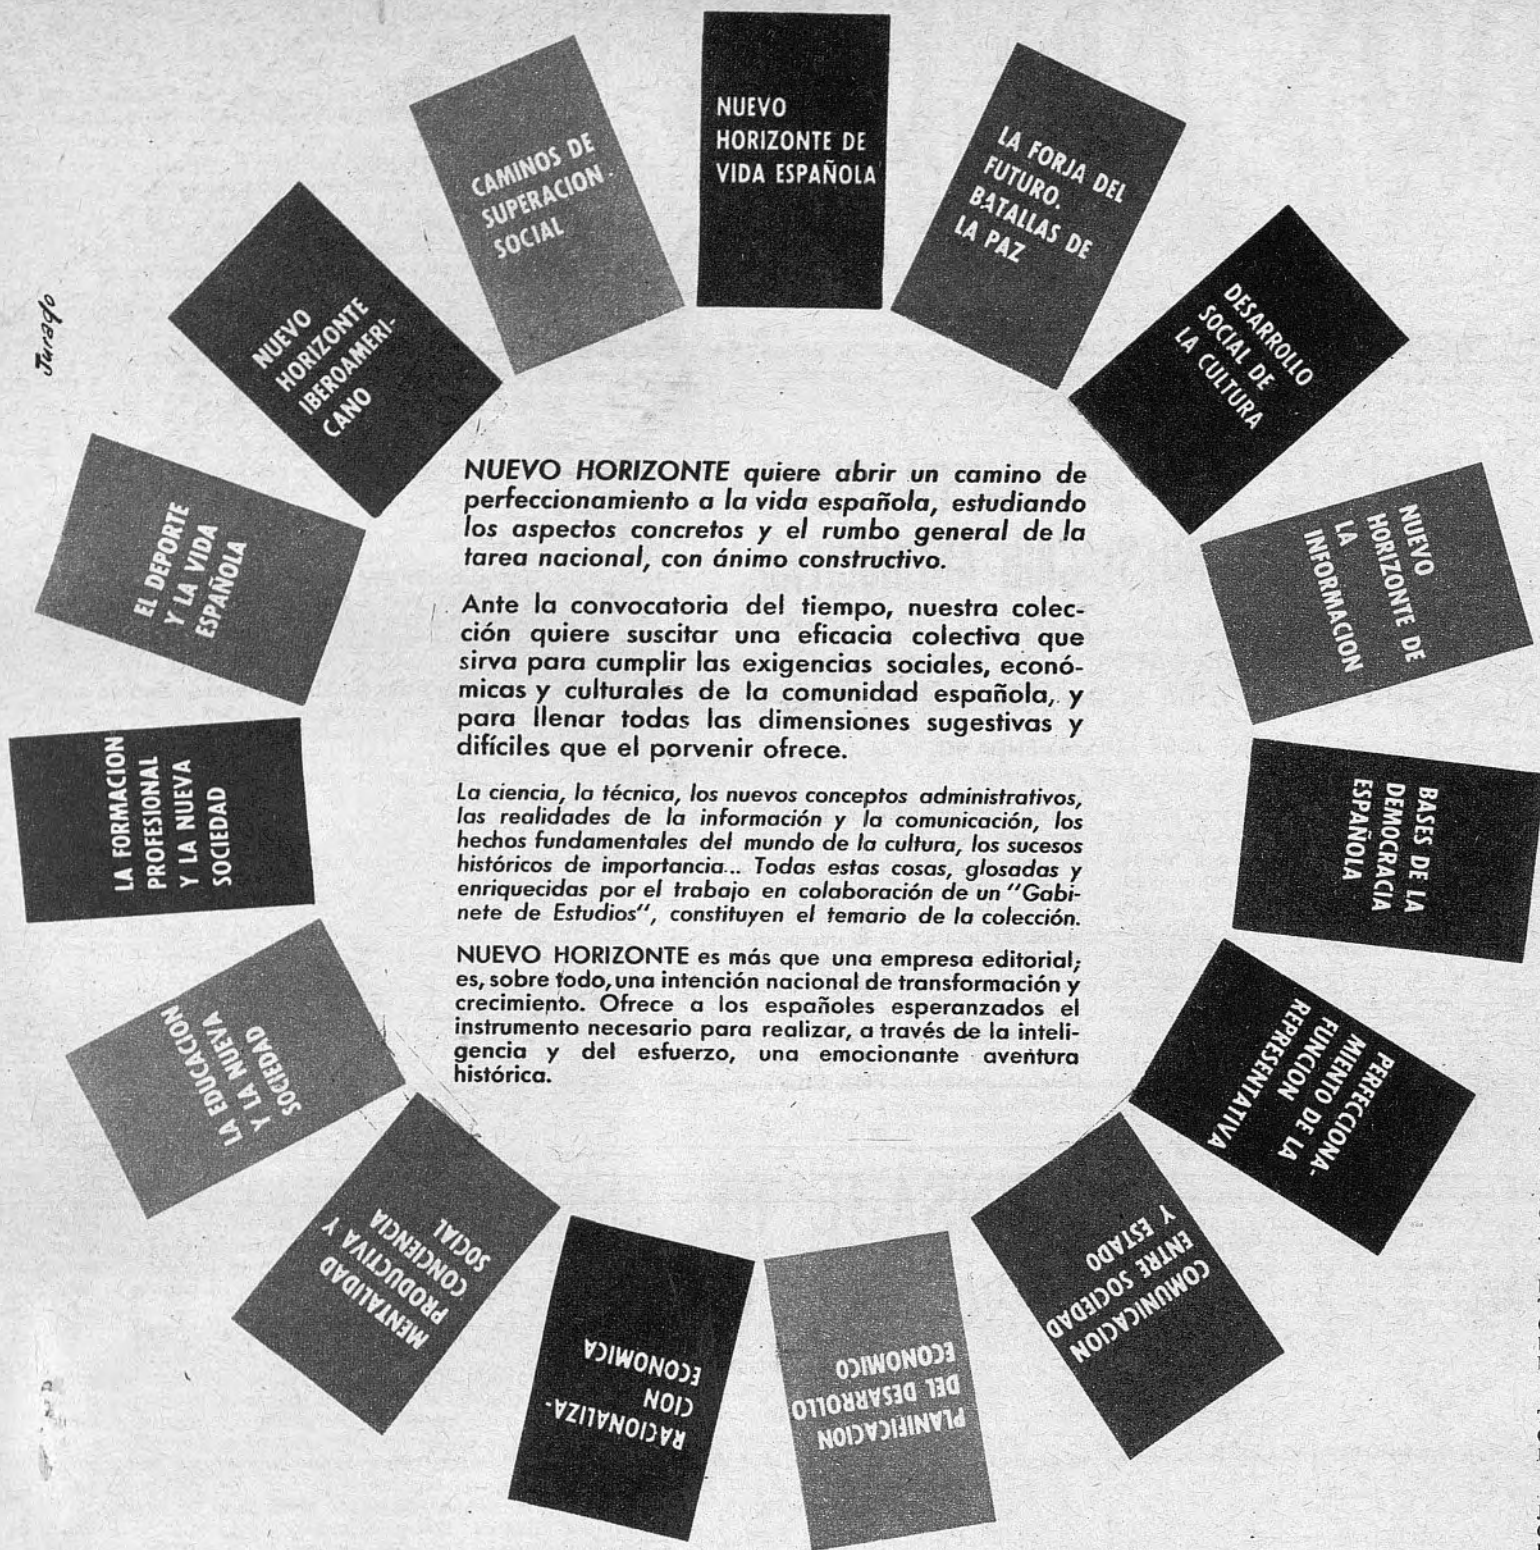 NUEVO
HORIZONTE DE
VIDA ESPAÑOLA
LA FORJA DEL
FUTURO.
BATALLAS DE
LA PAZ
DESARROLLO
SOCIAL DE
LA CULTURA
NUEVO
HORIZONTE DE
LA
INFORMACION
BASES DE LA
DEMOCRACIA
ESPAÑOLA
PERFECCIONA-
MIENTO DE LA
FUNCION
REPRESENTATIVA
COMUNICACION
ENTRE SOCIEDAD
Y ESTADO
PLANIFICACION
DEL DESARROLLO
ECONOMICO
RACIONALIZA-
CION
ECONOMICA
MENTALIDAD
PRODUCTIVA Y
CONCIENCIA
SOCIAL
LA EDUCACION
Y LA NUEVA
SOCIEDAD
LA FORMACION
PROFESIONAL
Y LA NUEVA
SOCIEDAD
EL DEPORTE
Y LA VIDA
ESPAÑOLA
NUEVO
HORIZONTE
IBEROAMERI-
CANO
CAMINOS DE
SUPERACION
SOCIAL
Jurado
NUEVO HORIZONTE quiere abrir un camino de
perfeccionamiento a la vida española, estudiando
los aspectos concretos y el rumbo general de la
tarea nacional, con ánimo constructivo.
Ante la convocatoria del tiempo, nuestra colec-
ción quiere suscitar una eficacia colectiva que
sirva para cumplir las exigencias sociales, econó-
micas y culturales de la comunidad española, y
para llenar todas las dimensiones sugestivas y
difíciles que el porvenir ofrece.
La ciencia, la técnica, los nuevos conceptos administrativos,
las realidades de la información y la comunicación, los
hechos fundamentales del mundo de la cultura, los sucesos
históricos de importancia... Todas estas cosas, glosadas y
enriquecidas por el trabajo en colaboración de un "Gabi-
nete de Estudios", constituyen el temario de la colección.
NUEVO HORIZONTE es más que una empresa editorial;
es, sobre todo, una intención nacional de transformación y
crecimiento. Ofrece a los españoles esperanzados el
instrumento necesario para realizar, a través de la inteli-
gencia y del esfuerzo, una emocionante aventura
histórica.